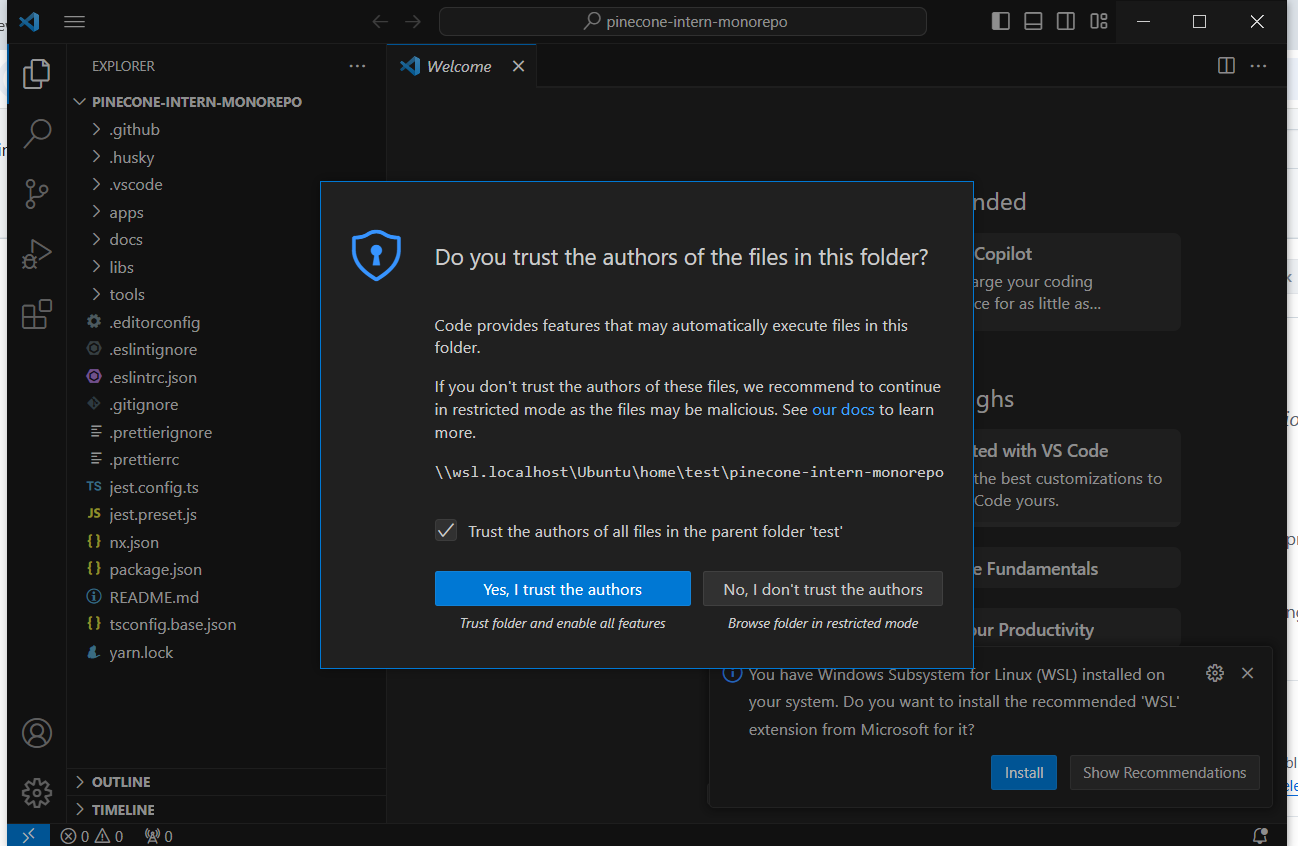 pinecone-intern-monorepo
EXPLORER
Welcome
PINECONE-INTERN-MONOREPO
.github
.husky
.vscode
apps
docs
libs
tools
.editorconfig
.eslintignore
.eslintrc.json
.gitignore
.prettierignore
.prettierrc
TS jest.config.ts
JS jest.preset.js
{} nx.json
{} package.json
README.md
{} tsconfig.base.json
yarn.lock
OUTLINE
TIMELINE
Do you trust the authors of the files in this folder?
Code provides features that may automatically execute files in this
folder.
If you don't trust the authors of these files, we recommend to continue
in restricted mode as the files may be malicious. See our docs to learn
more.
\\wsl.localhost\Ubuntu\home\test\pinecone-intern-monorepo
Trust the authors of all files in the parent folder 'test'
Yes, I trust the authors
No, I don't trust the authors
Trust folder and enable all features
Browse folder in restricted mode
nded
Copilot
arge your coding
ce for as little as...
ghs
ted with VS Code
the best customizations to
Code yours.
e Fundamentals
our Productivity
You have Windows Subsystem for Linux (WSL) installed on
your system. Do you want to install the recommended 'WSL'
extension from Microsoft for it?
Install
Show Recommendations
0 0 0